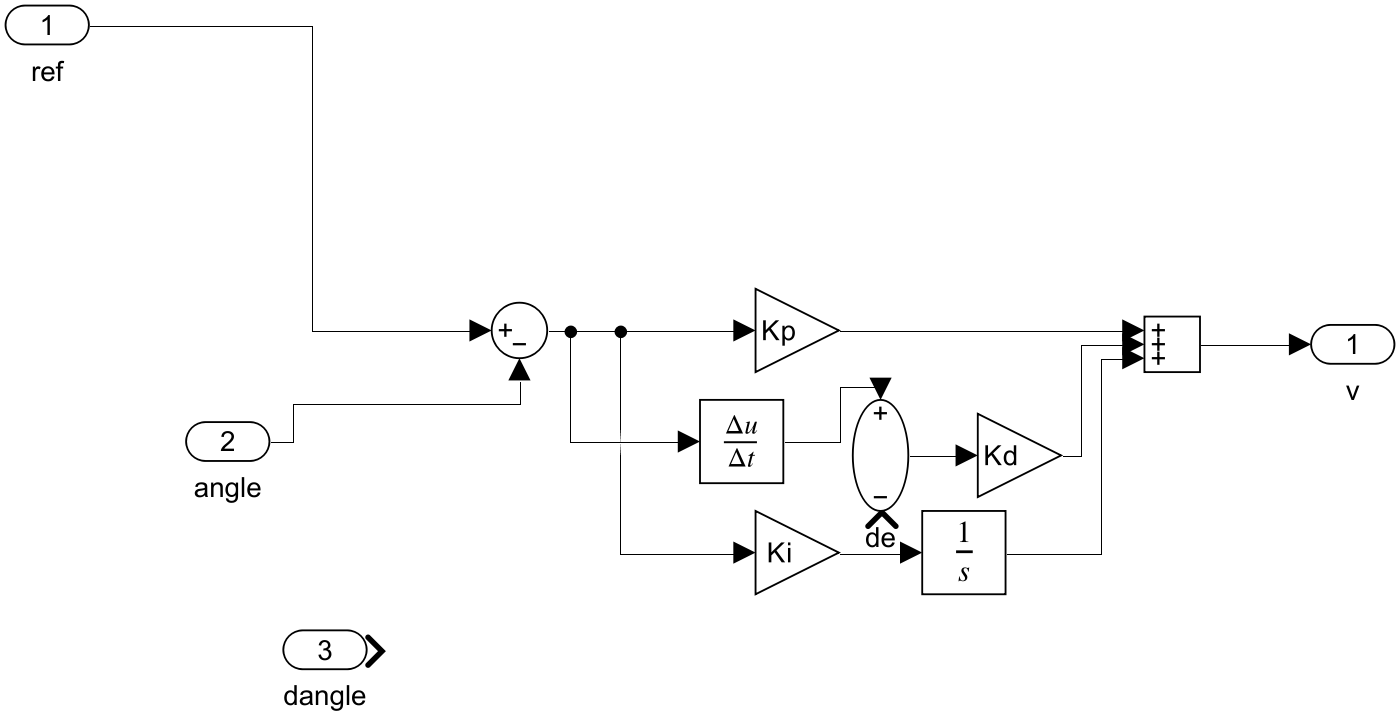 1
ref
+
−
Kp
+
+
+
1
v
2
angle
Δu
Δt
+
−
Kd
de
Ki
1
s
3
dangle